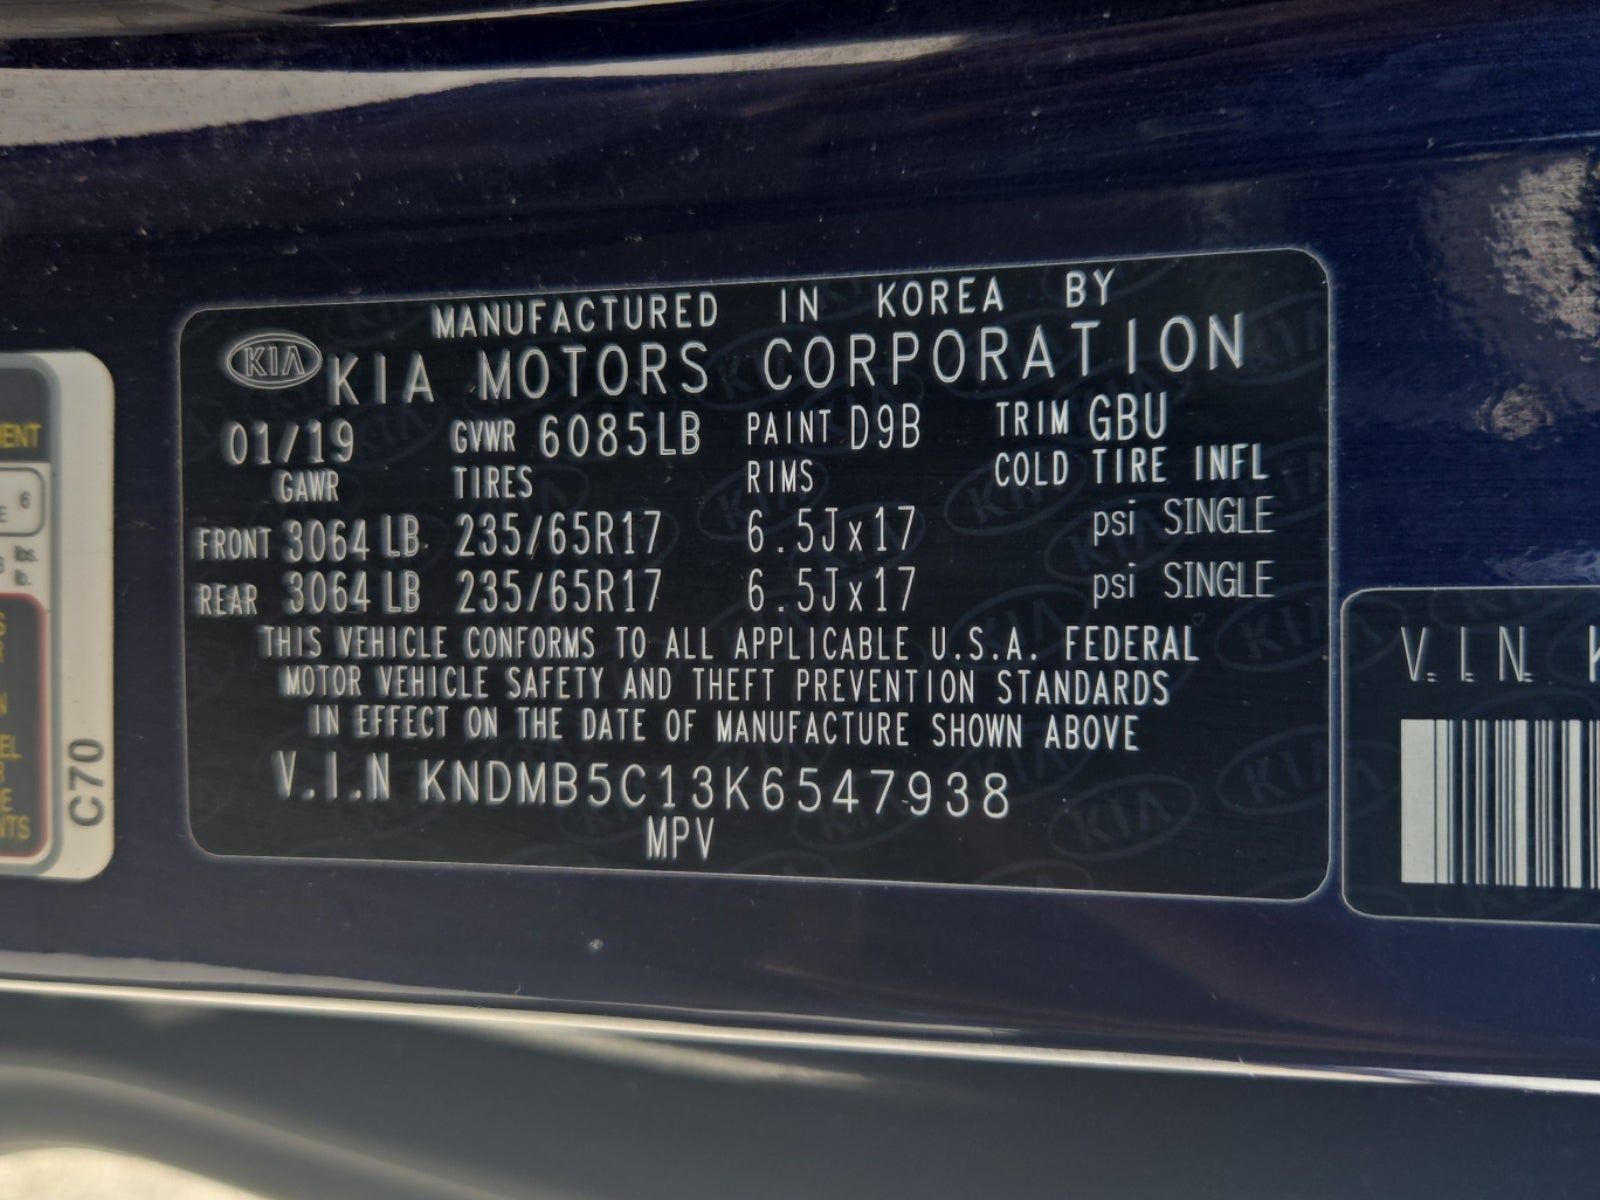 MANUFACTURED IN KOREA BY
KIA KIA MOTORS CORPORATION
01/19 GVWR 6085LB PAINT D9B TRIM GBU
GAWR TIRES RIMS COLD TIRE INFL
FRONT 3064 LB 235/65R17 6.5Jx17 psi SINGLE
REAR 3064 LB 235/65R17 6.5Jx17 psi SINGLE
THIS VEHICLE CONFORMS TO ALL APPLICABLE U.S.A. FEDERAL
MOTOR VEHICLE SAFETY AND THEFT PREVENTION STANDARDS
IN EFFECT ON THE DATE OF MANUFACTURE SHOWN ABOVE
V.I.N KNDMB5C13K6547938
MPV
V.I.N. K
6
lbs.
lb.
C70